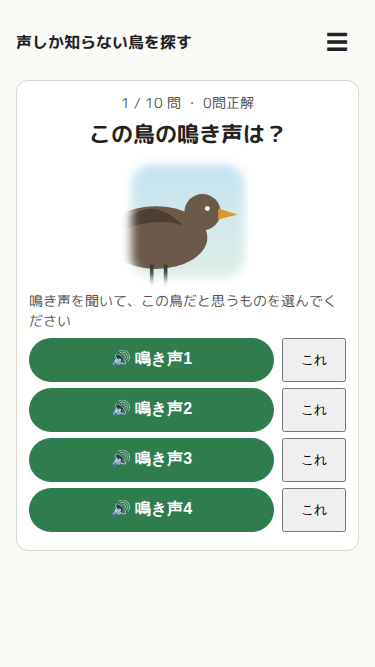 声しか知らない鳥を探す
1 / 10 問 · 0問正解
この鳥の鳴き声は？
鳴き声を聞いて、この鳥だと思うものを選んでく
ださい
🔊 鳴き声1
これ
🔊 鳴き声2
これ
🔊 鳴き声3
これ
🔊 鳴き声4
これ